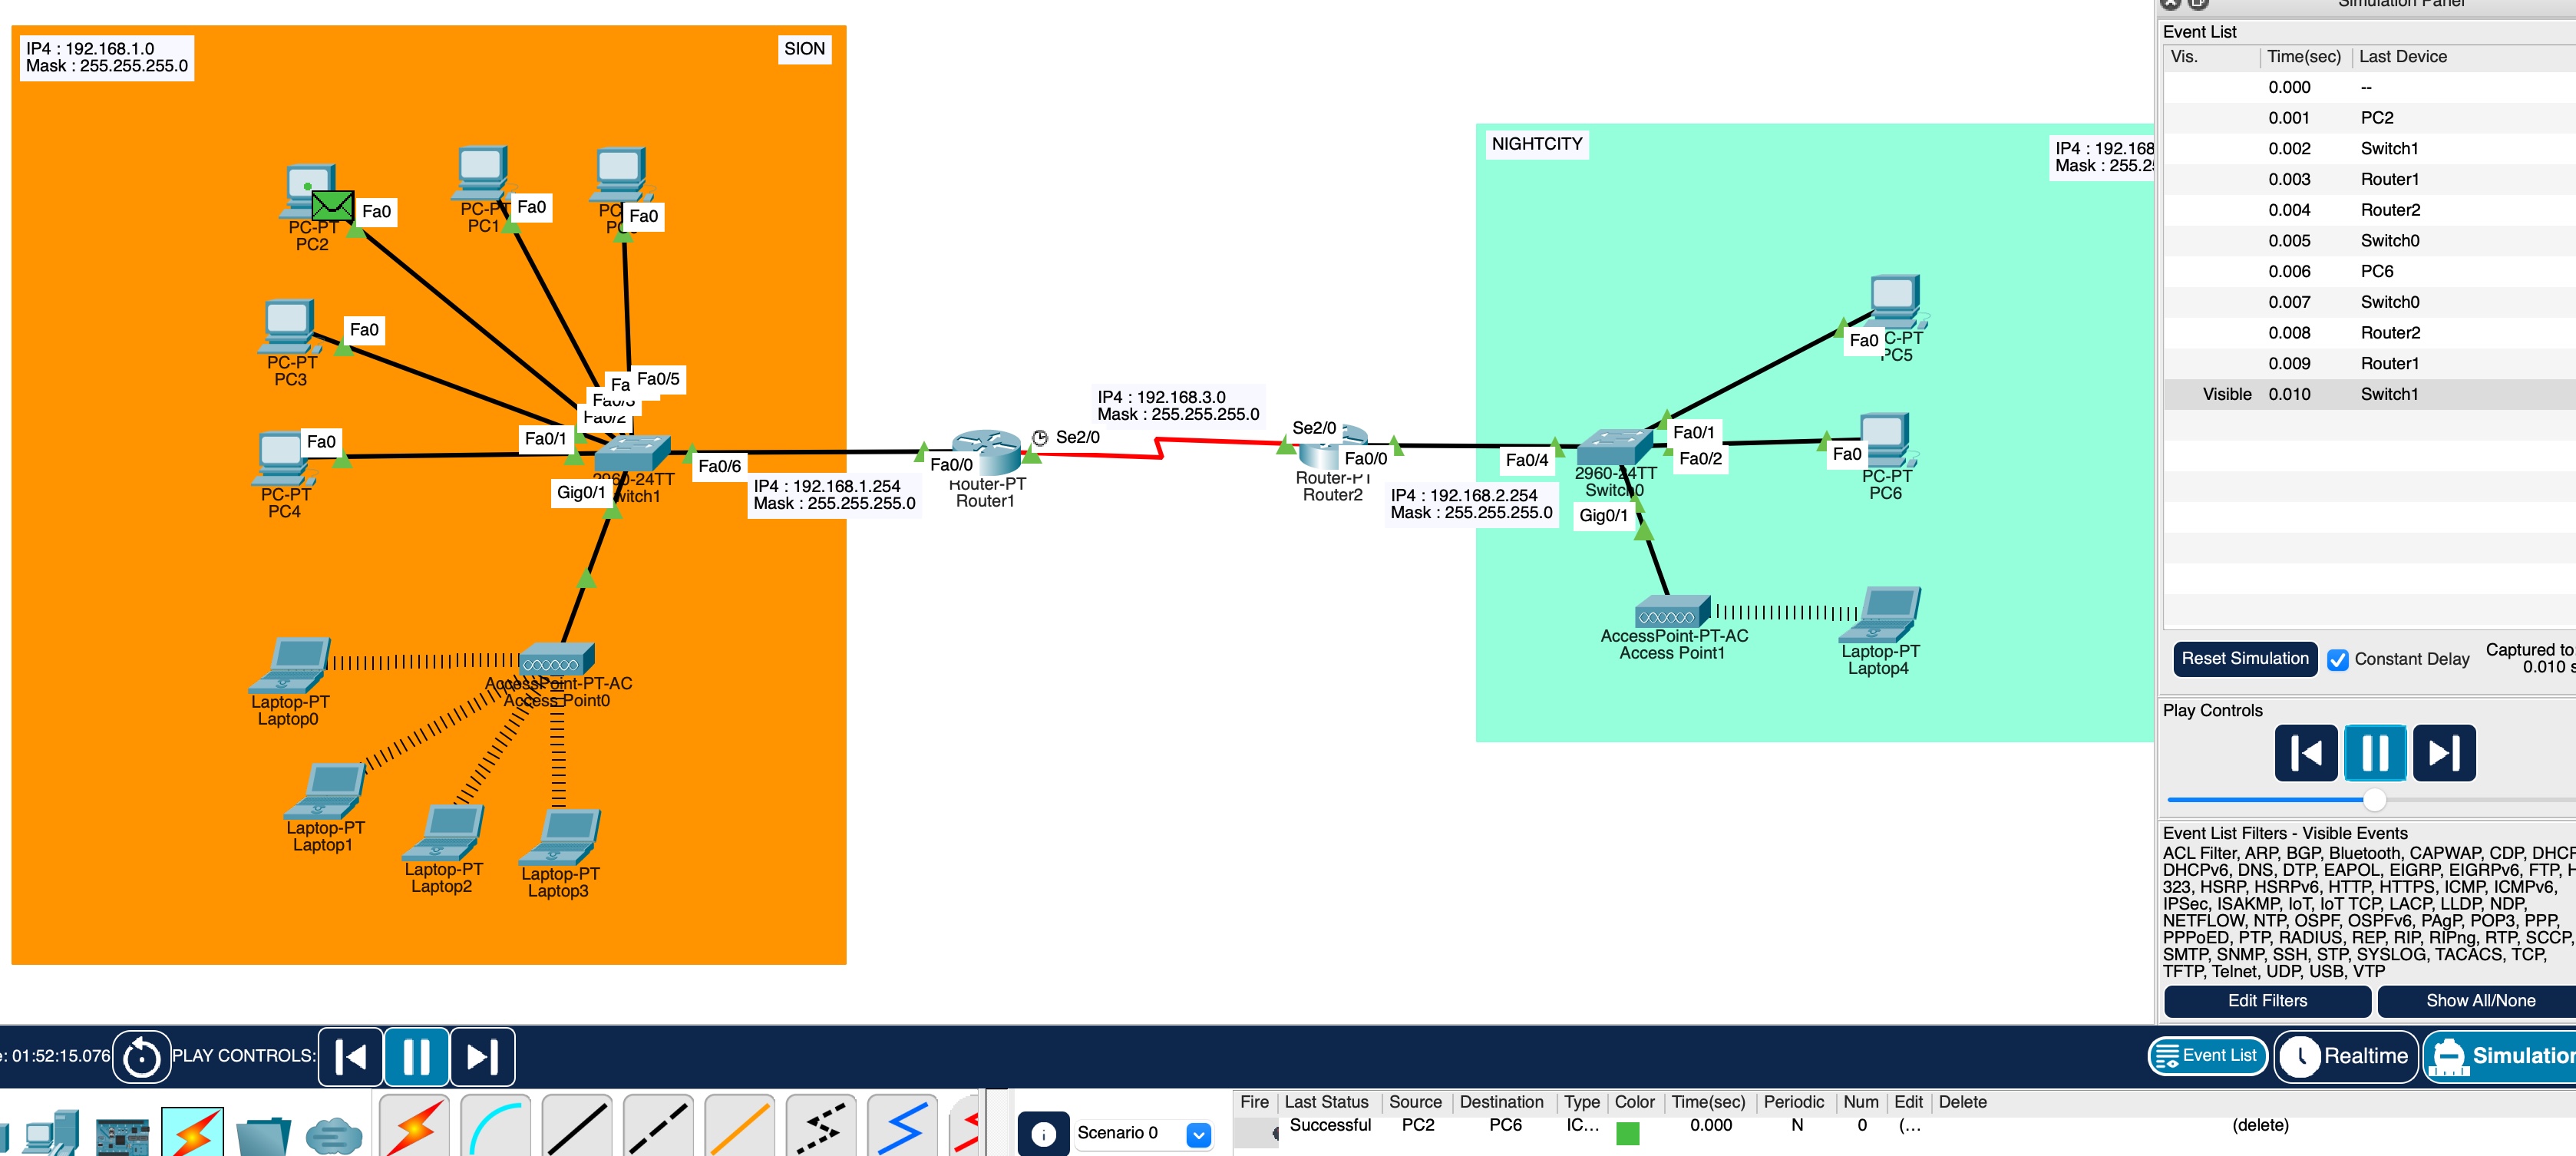 Simulation Panel
IP4 : 192.168.1.0
Mask : 255.255.255.0
SION
Event List
Vis. Time(sec) Last Device
0.000 --
0.001 PC2
0.002 Switch1
0.003 Router1
0.004 Router2
0.005 Switch0
0.006 PC6
0.007 Switch0
0.008 Router2
0.009 Router1
Visible 0.010 Switch1
NIGHTCITY
IP4 : 192.168
Mask : 255.25
Fa0
PC-PT
PC2
Fa0
PC-PT
PC1
Fa0
PC
Fa0
PC-PT
PC3
Fa0
PC-PT
PC4
Fa0/5
Fa
Fa0/3
Fa0/2
Fa0/1
Fa0/6
Gig0/1
2960-24TT
Switch1
IP4 : 192.168.1.254
Mask : 255.255.255.0
Fa0/0
Router-PT
Router1
Se2/0
IP4 : 192.168.3.0
Mask : 255.255.255.0
Se2/0
Fa0/0
Router-PT
Router2
IP4 : 192.168.2.254
Mask : 255.255.255.0
Fa0/4
2960-24TT
Switch0
Gig0/1
Fa0/1
Fa0/2
Fa0
C-PT
PC5
Fa0
PC-PT
PC6
AccessPoint-PT-AC
Access Point1
Laptop-PT
Laptop4
AccessPoint-PT-AC
Access Point0
Laptop-PT
Laptop0
Laptop-PT
Laptop1
Laptop-PT
Laptop2
Laptop-PT
Laptop3
Reset Simulation
Constant Delay
Captured to
0.010 s
Play Controls
Event List Filters - Visible Events
ACL Filter, ARP, BGP, Bluetooth, CAPWAP, CDP, DHCP
DHCPv6, DNS, DTP, EAPOL, EIGRP, EIGRPv6, FTP, H
323, HSRP, HSRPv6, HTTP, HTTPS, ICMP, ICMPv6,
IPSec, ISAKMP, IoT, IoT TCP, LACP, LLDP, NDP,
NETFLOW, NTP, OSPF, OSPFv6, PAgP, POP3, PPP,
PPPoED, PTP, RADIUS, REP, RIP, RIPng, RTP, SCCP,
SMTP, SNMP, SSH, STP, SYSLOG, TACACS, TCP,
TFTP, Telnet, UDP, USB, VTP
Edit Filters
Show All/None
e: 01:52:15.076
PLAY CONTROLS:
Event List
Realtime
Simulation
Scenario 0
Fire Last Status Source Destination Type Color Time(sec) Periodic Num Edit Delete
Successful PC2 PC6 IC... 0.000 N 0 (... (delete)